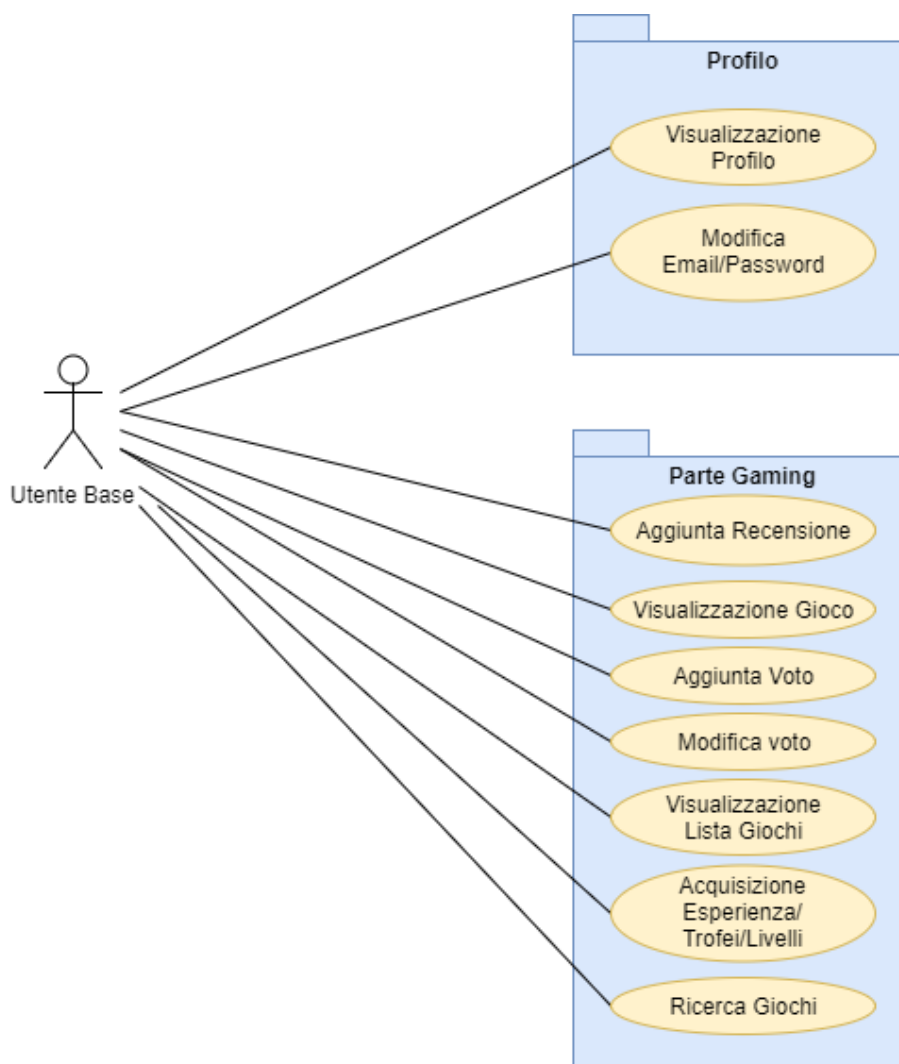 Profilo
Visualizzazione
Profilo
Modifica
Email/Password
Utente Base
Parte Gaming
Aggiunta Recensione
Visualizzazione Gioco
Aggiunta Voto
Modifica voto
Visualizzazione
Lista Giochi
Acquisizione
Esperienza/
Trofei/Livelli
Ricerca Giochi